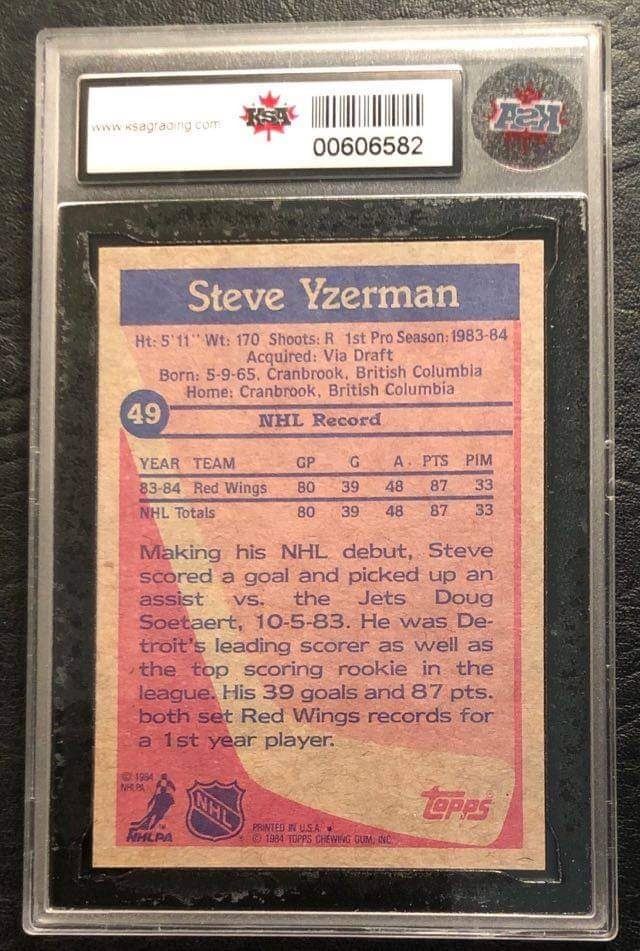 www.ksagrading.com
KSA
00606582
KSA
Steve Yzerman
Ht: 5'11" Wt: 170 Shoots: R 1st Pro Season: 1983-84
Acquired: Via Draft
Born: 5-9-65, Cranbrook, British Columbia
Home: Cranbrook, British Columbia
49
NHL Record
YEAR TEAM GP G A PTS PIM
83-84 Red Wings 80 39 48 87 33
NHL Totals 80 39 48 87 33
Making his NHL debut, Steve
scored a goal and picked up an
assist vs. the Jets Doug
Soetaert, 10-5-83. He was De-
troit's leading scorer as well as
the top scoring rookie in the
league. His 39 goals and 87 pts.
both set Red Wings records for
a 1st year player.
© 1984
NHLPA
NHLPA
NHL
Topps
PRINTED IN U.S.A.
© 1984 TOPPS CHEWING GUM, INC.